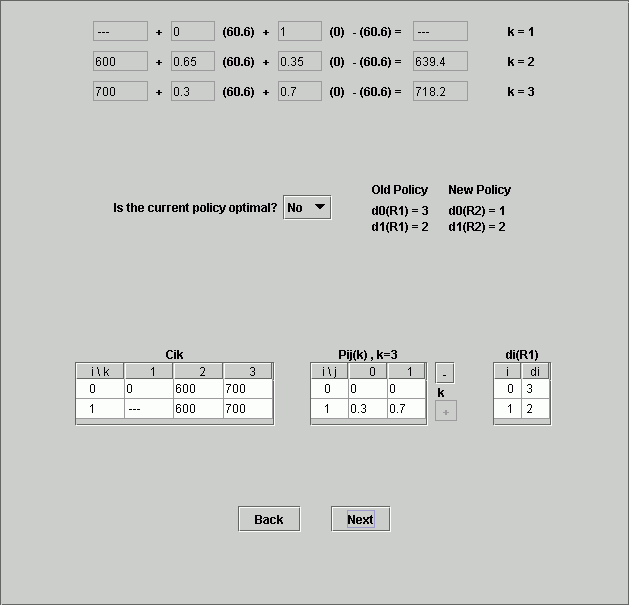 --- + 0 (60.6) + 1 (0) - (60.6) = --- k = 1
600 + 0.65 (60.6) + 0.35 (0) - (60.6) = 639.4 k = 2
700 + 0.3 (60.6) + 0.7 (0) - (60.6) = 718.2 k = 3
Old Policy New Policy
Is the current policy optimal? No
d0(R1) = 3 d0(R2) = 1
d1(R1) = 2 d1(R2) = 2
Cik Pij(k) , k=3 di(R1)
i \ k 1 2 3 i \ j 0 1 - i di
0 0 600 700 0 0 0 k 0 3
1 --- 600 700 1 0.3 0.7 + 1 2
Back Next